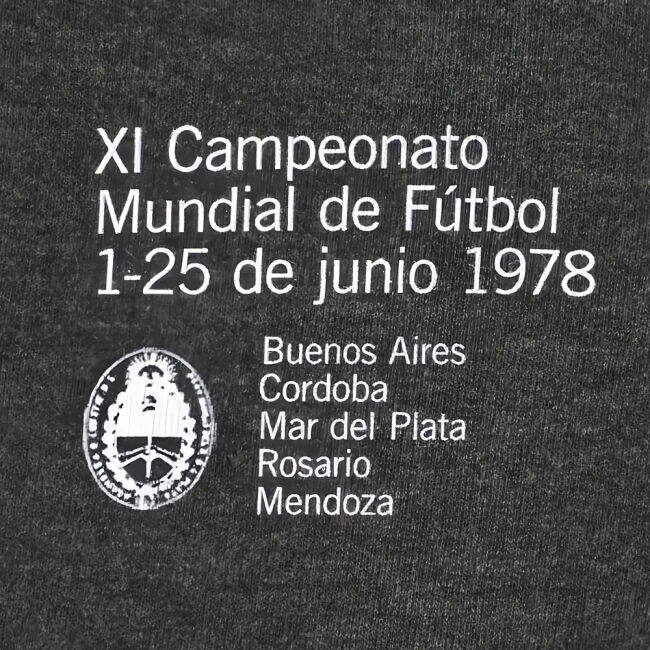 XI Campeonato
Mundial de Fútbol
1-25 de junio 1978
Buenos Aires
Cordoba
Mar del Plata
Rosario
Mendoza